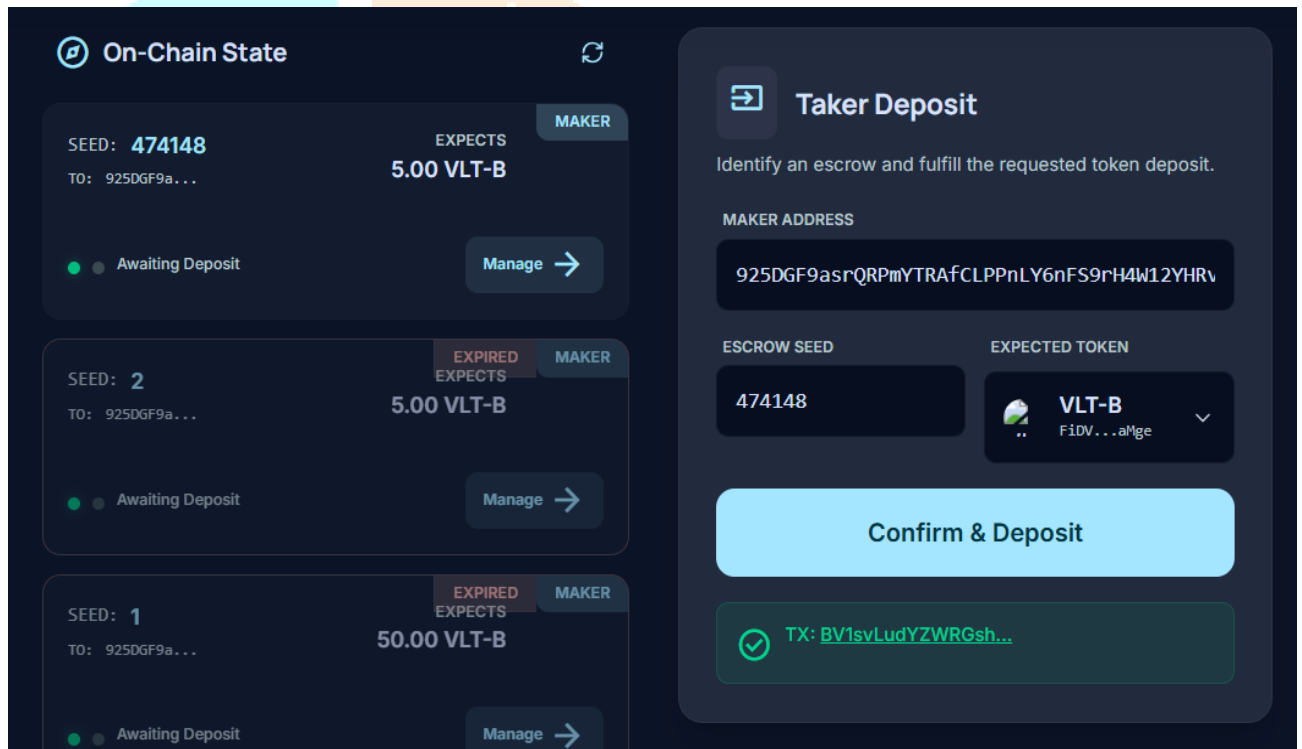 On-Chain State
MAKER
SEED: 474148
EXPECTS
TO: 925DGF9a...
5.00 VLT-B
Awaiting Deposit
Manage
EXPIRED
MAKER
SEED: 2
EXPECTS
TO: 925DGF9a...
5.00 VLT-B
Awaiting Deposit
Manage
EXPIRED
MAKER
SEED: 1
EXPECTS
TO: 925DGF9a...
50.00 VLT-B
Awaiting Deposit
Manage
Taker Deposit
Identify an escrow and fulfill the requested token deposit.
MAKER ADDRESS
925DGF9asrQRPmYTRAfCLPPnLY6nFS9rH4W12YHRv
ESCROW SEED
474148
EXPECTED TOKEN
VLT-B
FiDV...aMge
Confirm & Deposit
TX: BV1svLudYZWRGsh...